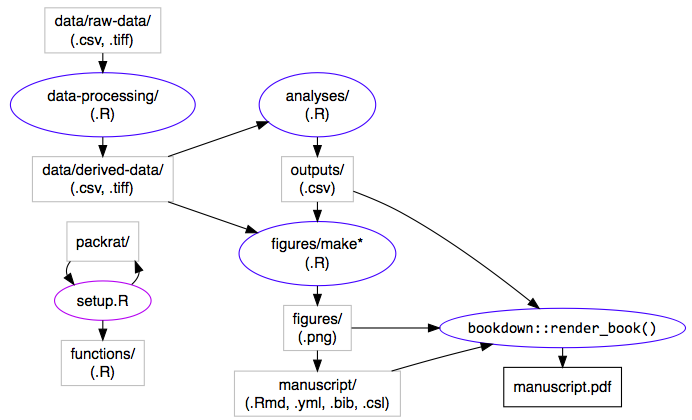 data/raw-data/
(.csv, .tiff)
data-processing/
(.R)
analyses/
(.R)
data/derived-data/
(.csv, .tiff)
outputs/
(.csv)
packrat/
figures/make*
(.R)
setup.R
figures/
(.png)
bookdown::render_book()
functions/
(.R)
manuscript/
(.Rmd, .yml, .bib, .csl)
manuscript.pdf